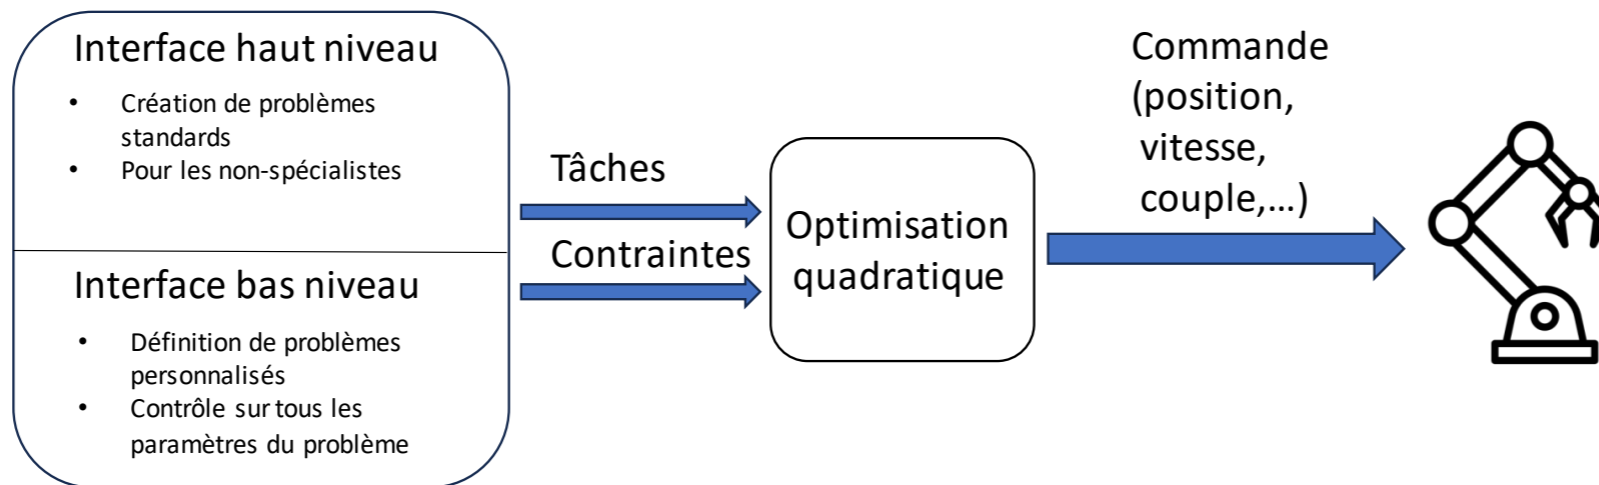 Interface haut niveau
• Création de problèmes
standards
• Pour les non-spécialistes
Interface bas niveau
• Définition de problèmes
personnalisés
• Contrôle sur tous les
paramètres du problème
Tâches
Contraintes
Optimisation
quadratique
Commande
(position,
vitesse,
couple,...)